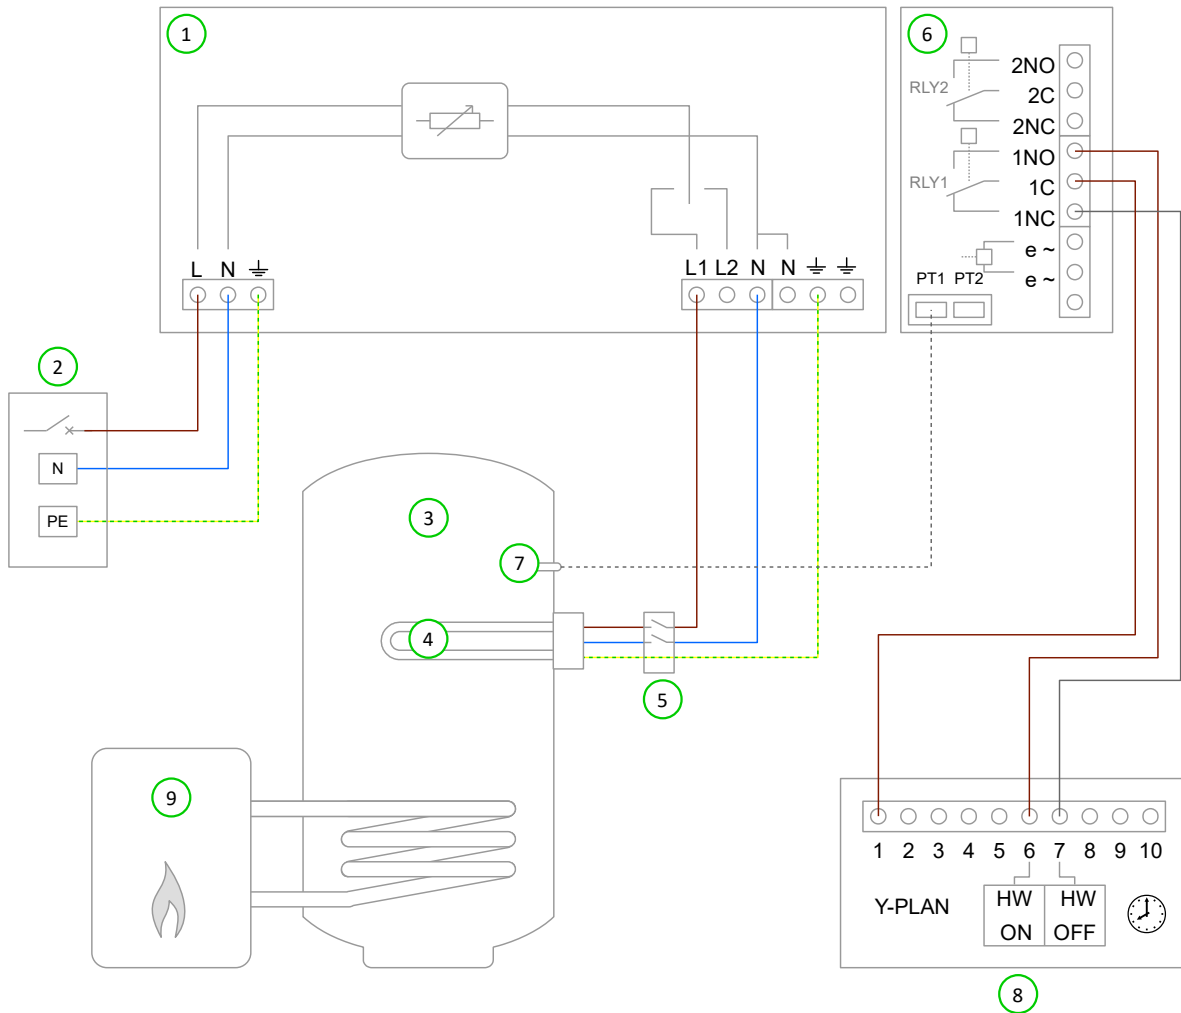 1
6
2NO
RLY2
2C
2NC
1NO
RLY1
1C
1NC
e ~
e ~
PT1 PT2
L N
L1 L2 N N
2
N
PE
3
7
4
5
9
1 2 3 4 5 6 7 8 9 10
Y-PLAN
HW HW
ON OFF
8